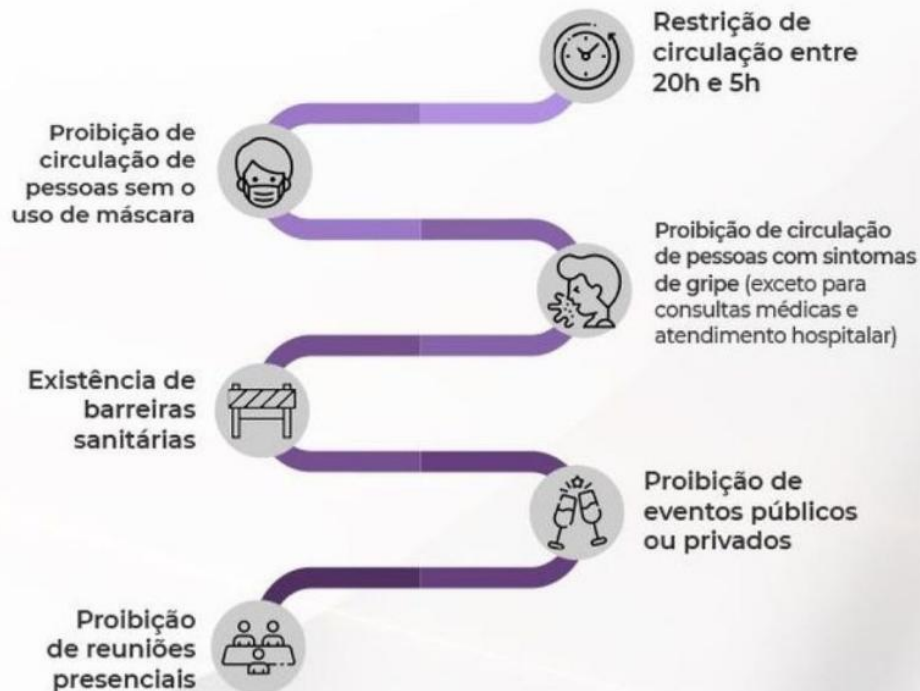 Restrição de
circulação entre
20h e 5h
Proibição de
circulação de
pessoas sem o
uso de máscara
Proibição de circulação
de pessoas com sintomas
de gripe (exceto para
consultas médicas e
atendimento hospitalar)
Existência de
barreiras
sanitárias
Proibição de
eventos públicos
ou privados
Proibição
de reuniões
presenciais